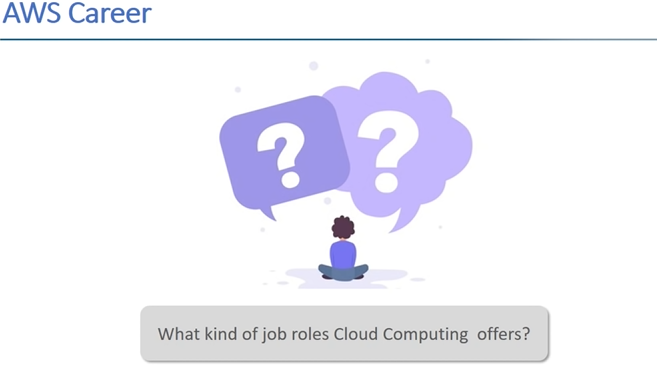 AWS Career
? ?
What kind of job roles Cloud Computing offers?